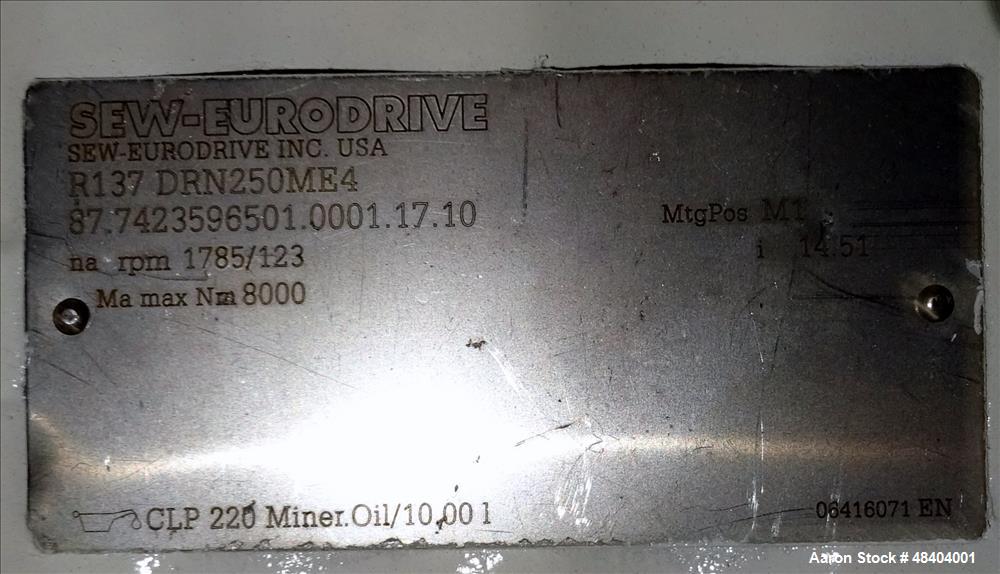 SEW-EURODRIVE
SEW-EURODRIVE INC. USA
R137 DRN250ME4
87.7423596501.0001.17.10
MtgPos M1
na rpm 1785/123
i 14.51
Ma max Nm 8000
CLP 220 Miner.Oil/10,00 l
06416071 EN
Aaron Stock # 48404001